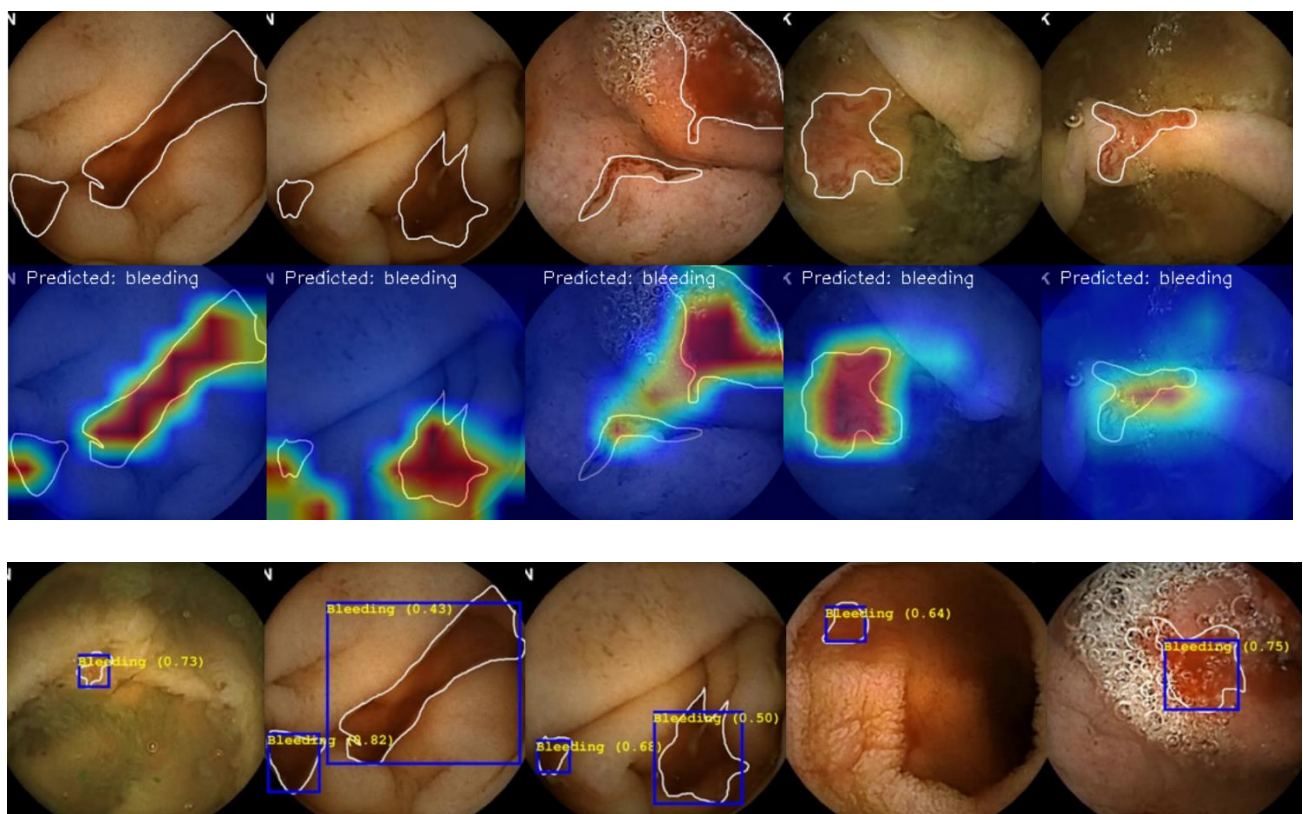 N
Predicted: bleeding
Predicted: bleeding
Predicted: bleeding
Predicted: bleeding
Predicted: bleeding
N
N
N
Bleeding (0.73)
Bleeding (0.43)
Bleeding (0.82)
Bleeding (0.68)
Bleeding (0.50)
Bleeding (0.64)
Bleeding (0.75)